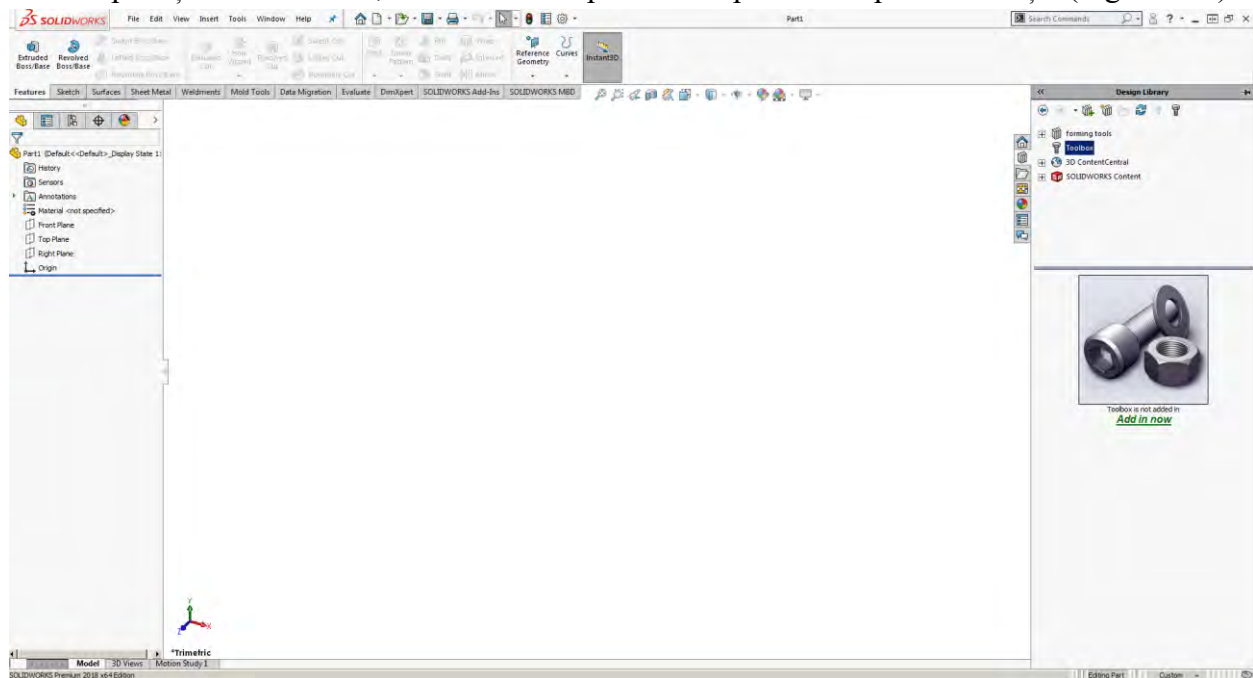 SOLIDWORKS File Edit View Insert Tools Window Help Part1 Search Commands
Extruded Boss/Base
Revolved Boss/Base
Reference Geometry
Curves
Instant3D
Features Sketch Surfaces Sheet Metal Weldments Mold Tools Data Migration Evaluate DimXpert SOLIDWORKS Add-Ins SOLIDWORKS MBD
Part1 (Default<<Default>_Display State 1:
History
Sensors
Annotations
Material <not specified>
Front Plane
Top Plane
Right Plane
Origin
Design Library
forming tools
Toolbox
3D ContentCentral
SOLIDWORKS Content
Toolbox is not added in
Add in now
Y
X
Z
*Trimetric
Model 3D Views Motion Study 1
SOLIDWORKS Premium 2018 x64 Edition Editing Part Custom